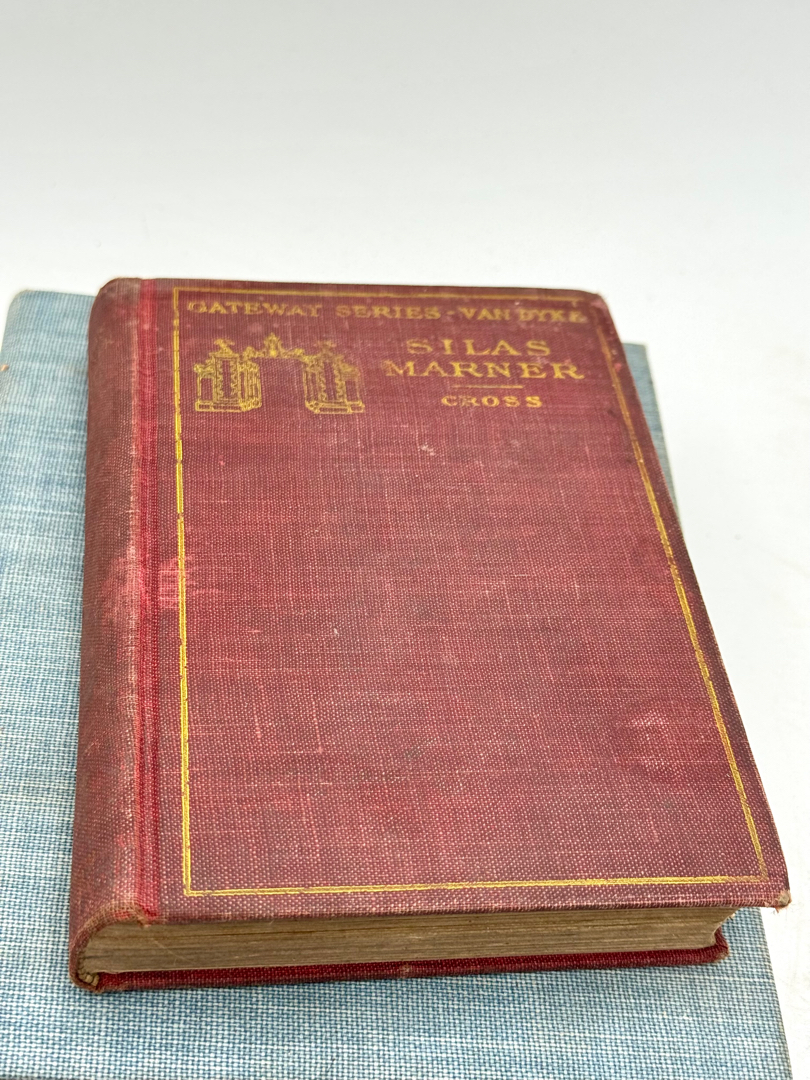 GATEWAY SERIES · VAN DYKE
SILAS
MARNER
CROSS